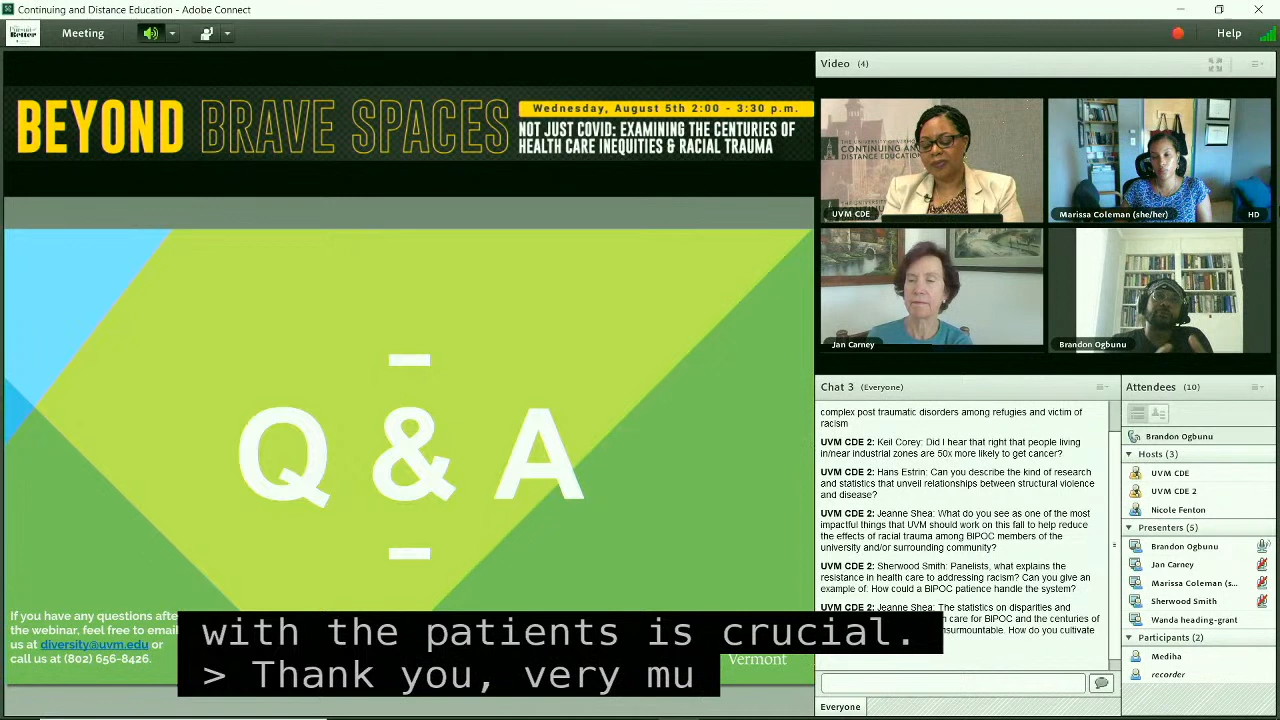 Continuing and Distance Education - Adobe Connect
Meeting
Help
BEYOND BRAVE SPACES
Wednesday, August 5th 2:00 - 3:30 p.m.
NOT JUST COVID: EXAMINING THE CENTURIES OF
HEALTH CARE INEQUITIES & RACIAL TRAUMA
Q & A
If you have any questions afte
the webinar, feel free to email
us at diversity@uvm.edu or
call us at (802) 656-8426.
Vermont
with the patients is crucial.
> Thank you, very mu
Video (4)
CONTINUING AND
DISTANCE EDUCATION
UVM CDE
Marissa Coleman (she/her)
HD
Jan Carney
Brandon Ogbunu
Chat 3 (Everyone)
complex post traumatic disorders among refugies and victim of
racism
UVM CDE 2: Keil Corey: Did I hear that right that people living
in/near industrial zones are 50x more likely to get cancer?
UVM CDE 2: Hans Estrin: Can you describe the kind of research
and statistics that unveil relationships between structural violence
and disease?
UVM CDE 2: Jeanne Shea: What do you see as one of the most
impactful things that UVM should work on this fall to help reduce
the effects of racial trauma among BIPOC members of the
university and/or surrounding community?
UVM CDE 2: Sherwood Smith: Panelists, what explains the
resistance in health care to addressing racism? Can you give an
example of. How could a BIPOC patience handle the system?
UVM CDE 2: Jeanne Shea: The statistics on disparities and
care for BIPOC and the centuries of
nsurmountable. How do you cultivate
Everyone
Attendees (10)
Brandon Ogbunu
Hosts (3)
UVM CDE
UVM CDE 2
Nicole Fenton
Presenters (5)
Brandon Ogbunu
Jan Carney
Marissa Coleman (s...
Sherwood Smith
Wanda heading-grant
Participants (2)
Mediha
recorder